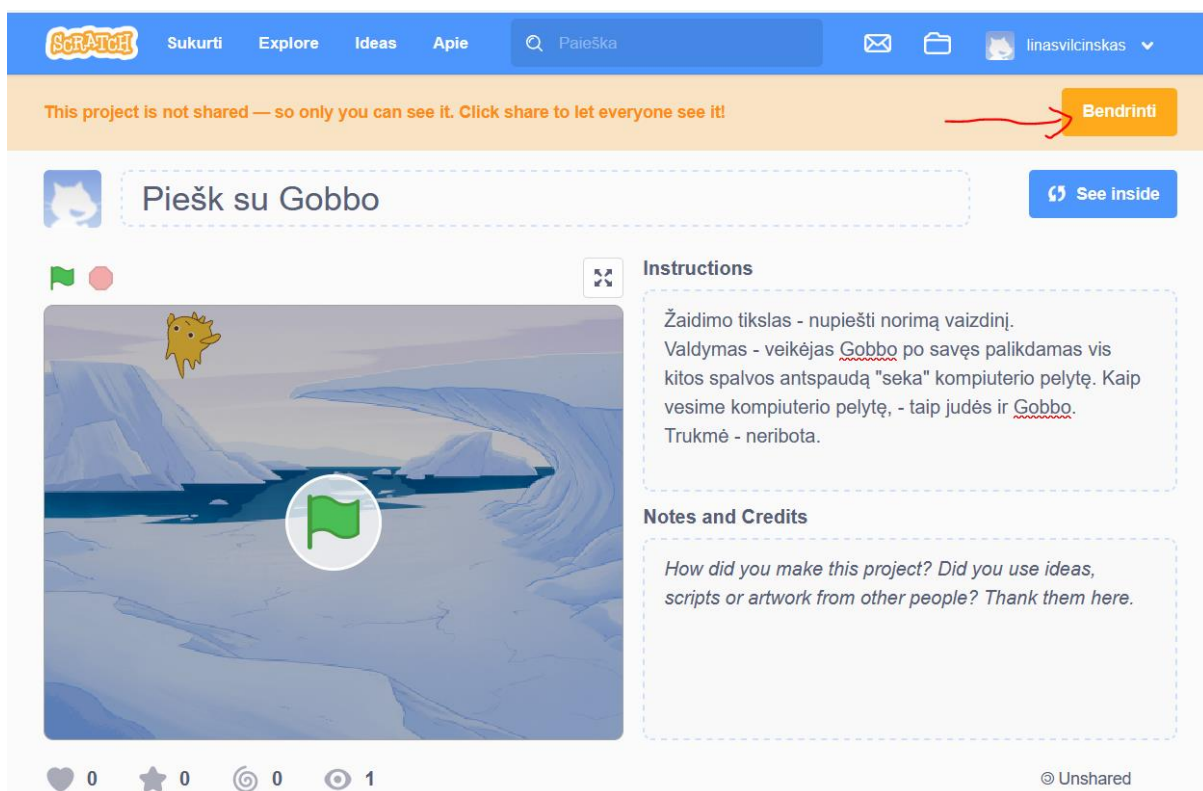 SCRATCH Sukurti Explore Ideas Apie Paieška linasvilcinskas
This project is not shared — so only you can see it. Click share to let everyone see it! Bendrinti
Piešk su Gobbo See inside
Instructions
Žaidimo tikslas - nupiešti norimą vaizdinį.
Valdymas - veikėjas Gobbo po savęs palikdamas vis
kitos spalvos antspaudą "seka" kompiuterio pelytę. Kaip
vesime kompiuterio pelytę, - taip judės ir Gobbo.
Trukmė - neribota.
Notes and Credits
How did you make this project? Did you use ideas,
scripts or artwork from other people? Thank them here.
0 0 0 1 Unshared